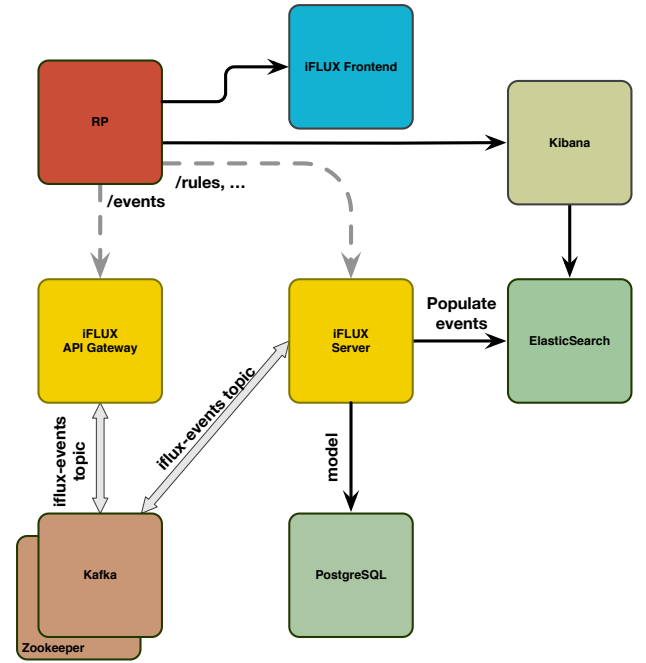 iFLUX Frontend
RP
Kibana
/rules, ...
/events
iFLUX
API Gateway
iFLUX
Server
Populate
events
ElasticSearch
iflux-events topic
iflux-events
topic
model
Kafka
PostgreSQL
Zookeeper